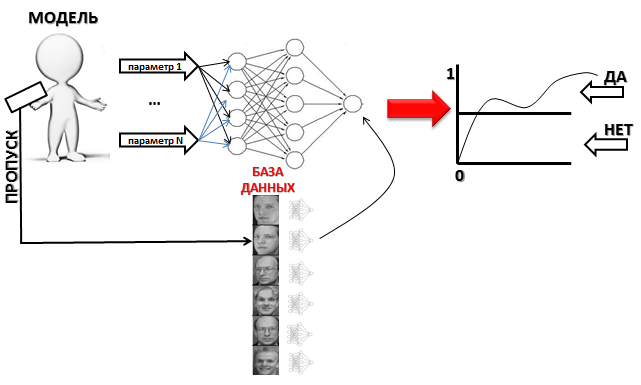 МОДЕЛЬ
ПРОПУСК
параметр 1
...
параметр N
БАЗА
ДАННЫХ
1
ДА
НЕТ
0